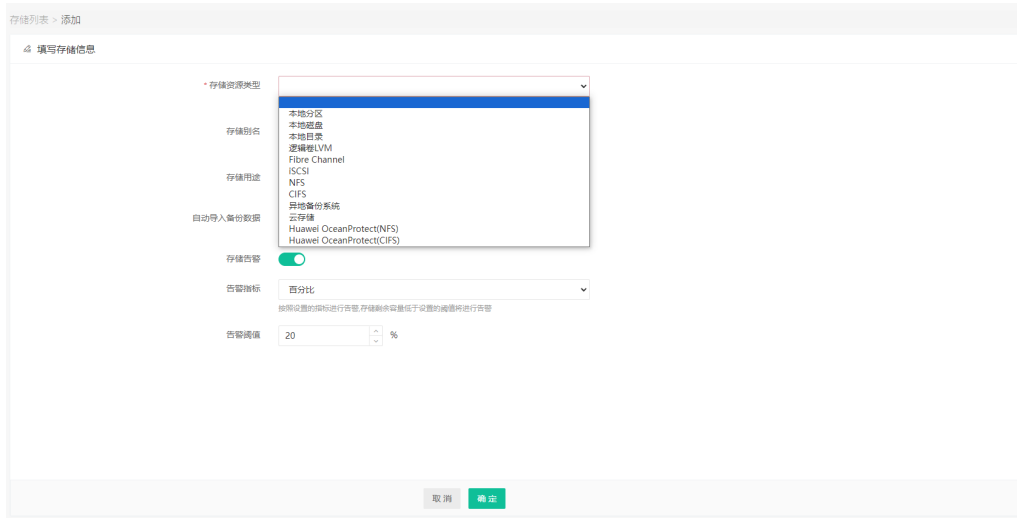 存储列表 > 添加
填写存储信息
* 存储资源类型
本地分区
本地磁盘
本地目录
逻辑卷LVM
Fibre Channel
iSCSI
NFS
CIFS
异地备份系统
云存储
Huawei OceanProtect(NFS)
Huawei OceanProtect(CIFS)
存储别名
存储用途
自动导入备份数据
存储告警
告警指标 百分比
按照设置的指标进行告警,存储剩余容量低于设置的阈值将进行告警
告警阈值 20 %
取消 确定